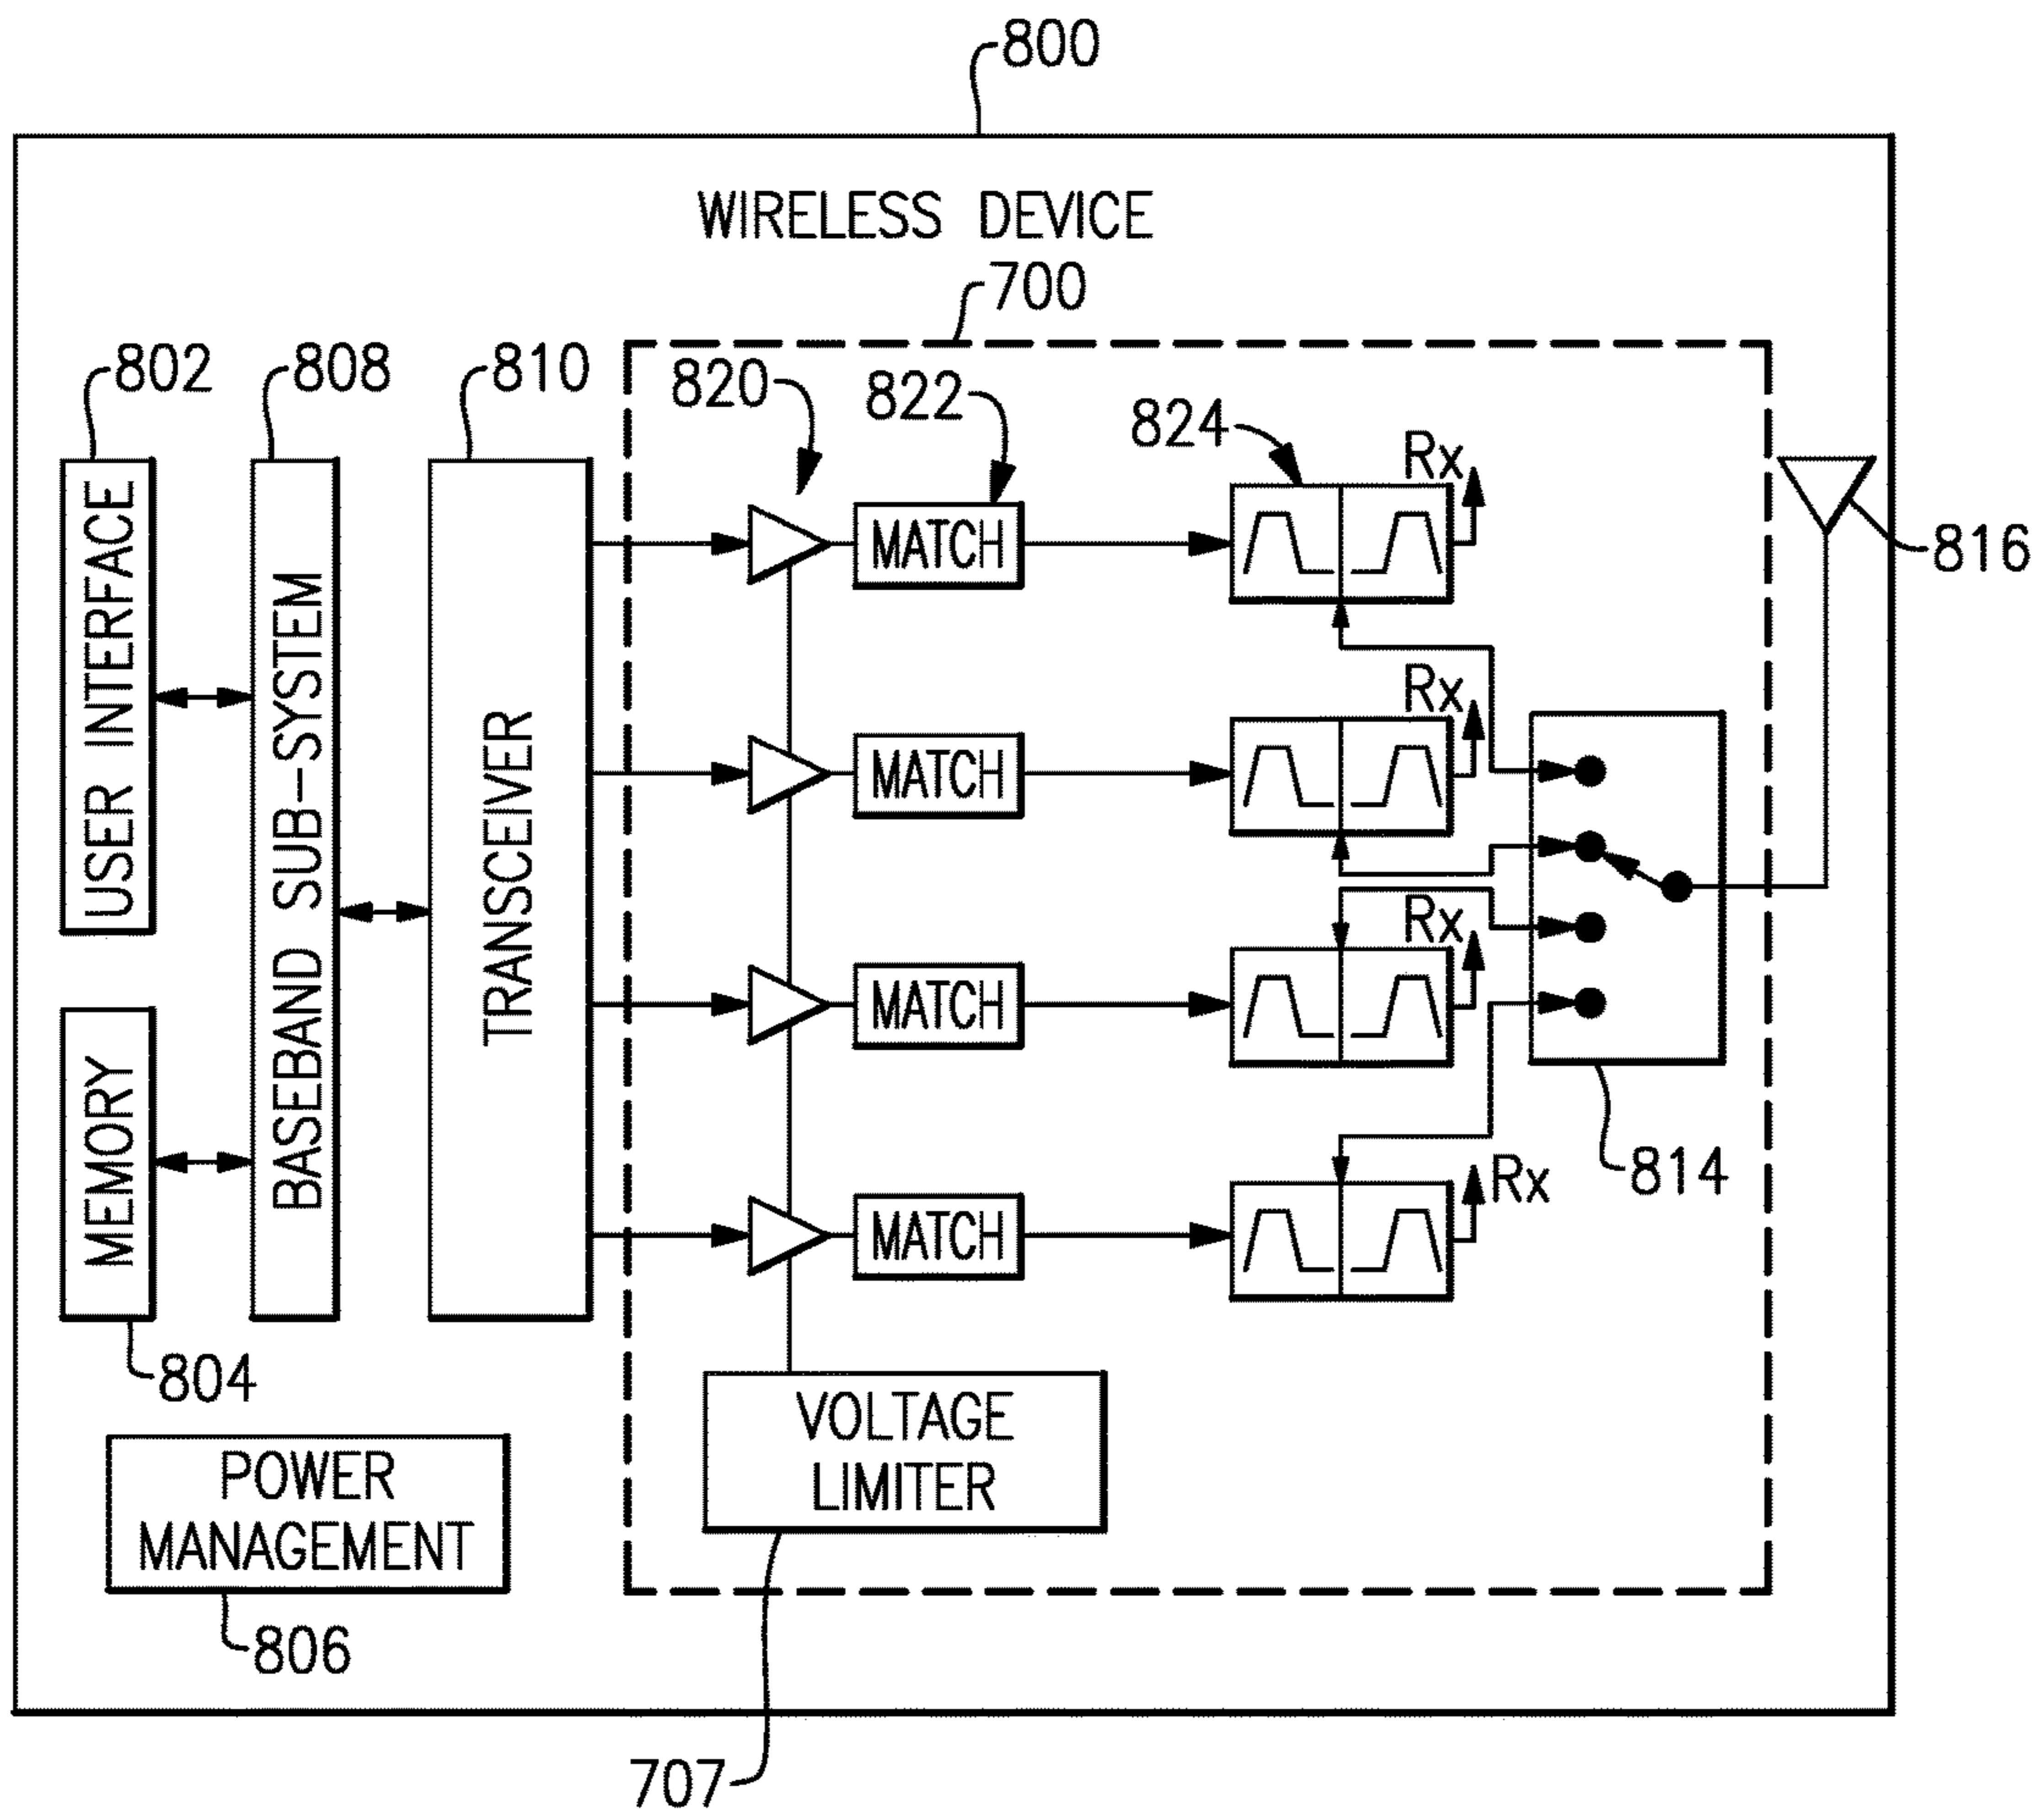 800
WIRELESS DEVICE
700
802
808
810
820
822
824
Rx
816
USER INTERFACE
BASEBAND SUB-SYSTEM
TRANSCEIVER
MATCH
Rx
MATCH
Rx
MATCH
814
Rx
MATCH
MEMORY
804
VOLTAGE
LIMITER
POWER
MANAGEMENT
806
707